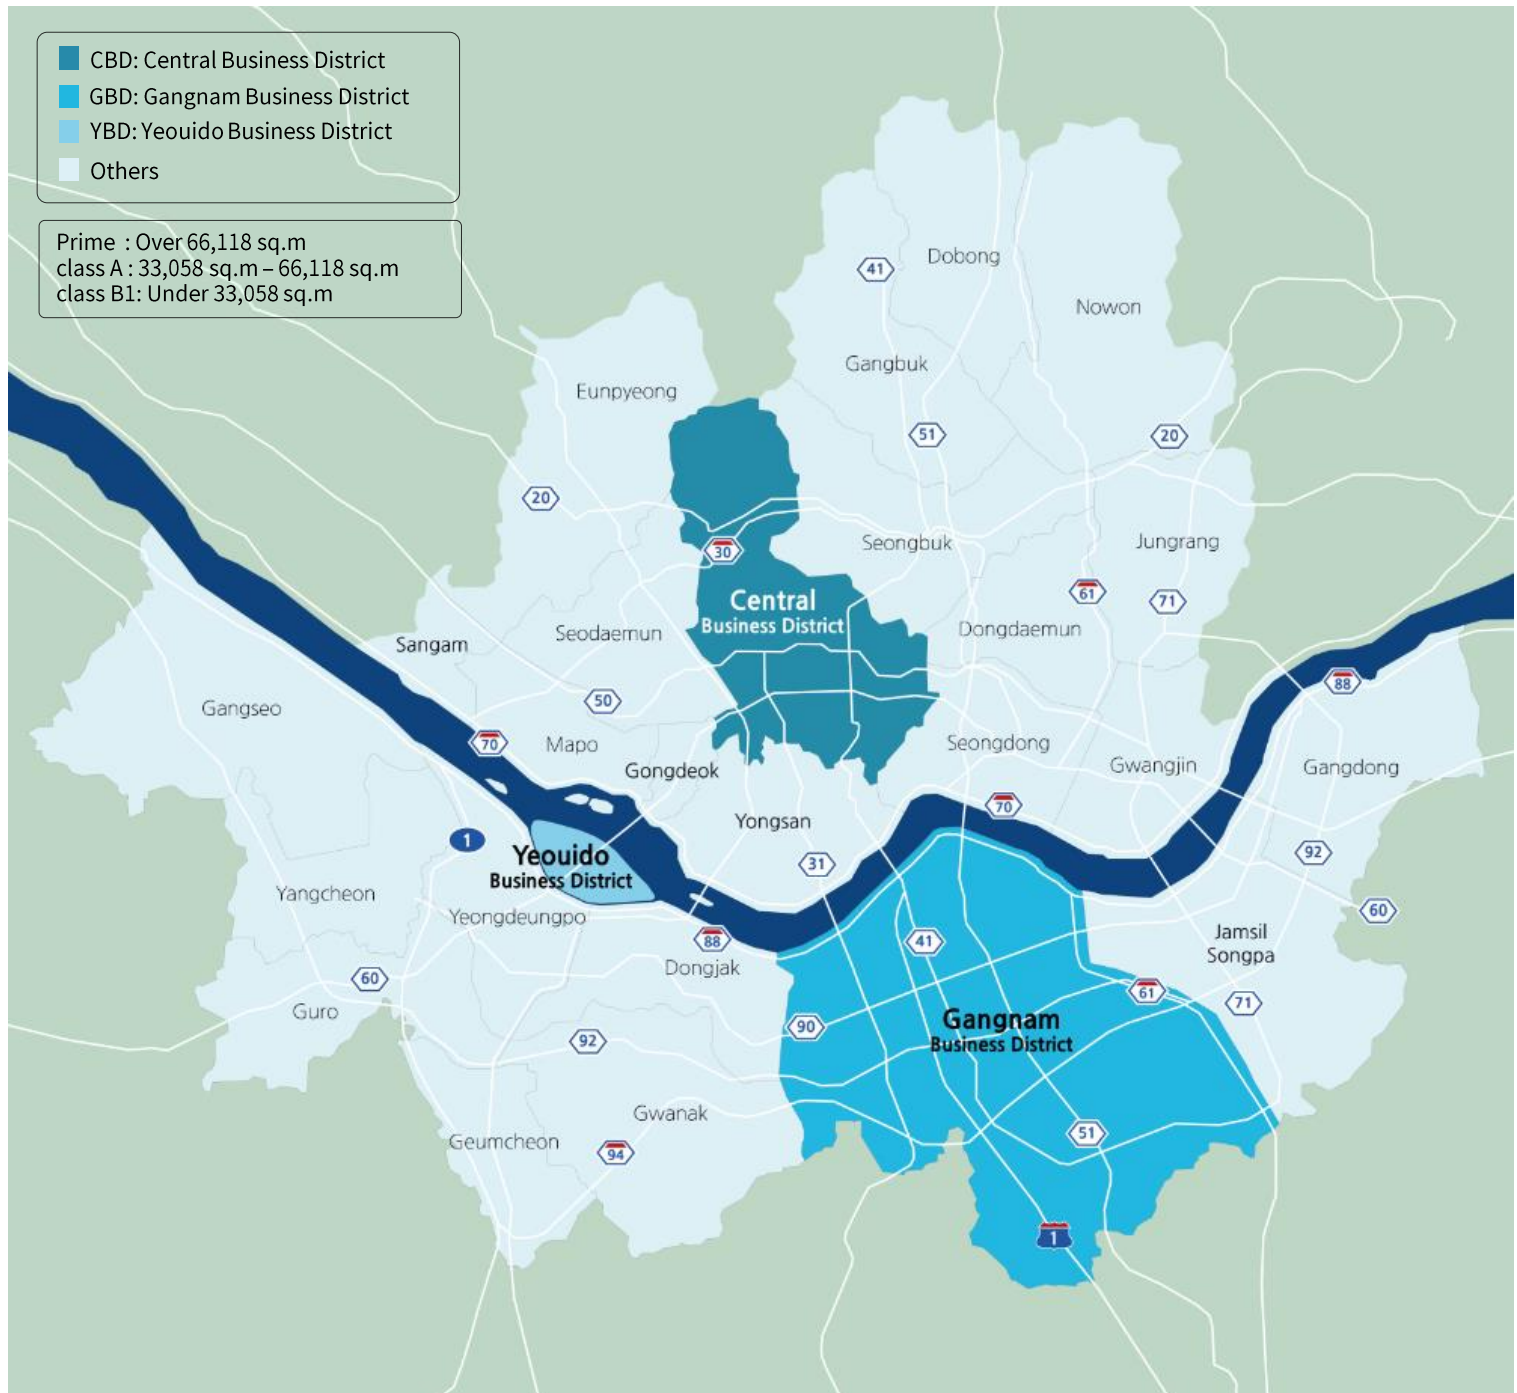 CBD: Central Business District
GBD: Gangnam Business District
YBD: Yeouido Business District
Others
Prime : Over 66,118 sq.m
class A : 33,058 sq.m – 66,118 sq.m
class B1: Under 33,058 sq.m
Dobong
41
Nowon
Gangbuk
Eunpyeong
51
20
20
Seongbuk
Jungrang
30
61
71
Central
Business District
Dongdaemun
Seodaemun
Sangam
50
88
Gangseo
70
Mapo
Seongdong
Gwangjin
Gangdong
Gongdeok
70
Yongsan
1
92
Yeouido
Business District
31
Yangcheon
60
Yeongdeungpo
88
41
Jamsil
Songpa
Dongjak
60
61
71
Guro
90
Gangnam
Business District
92
Gwanak
51
Geumcheon
94
1